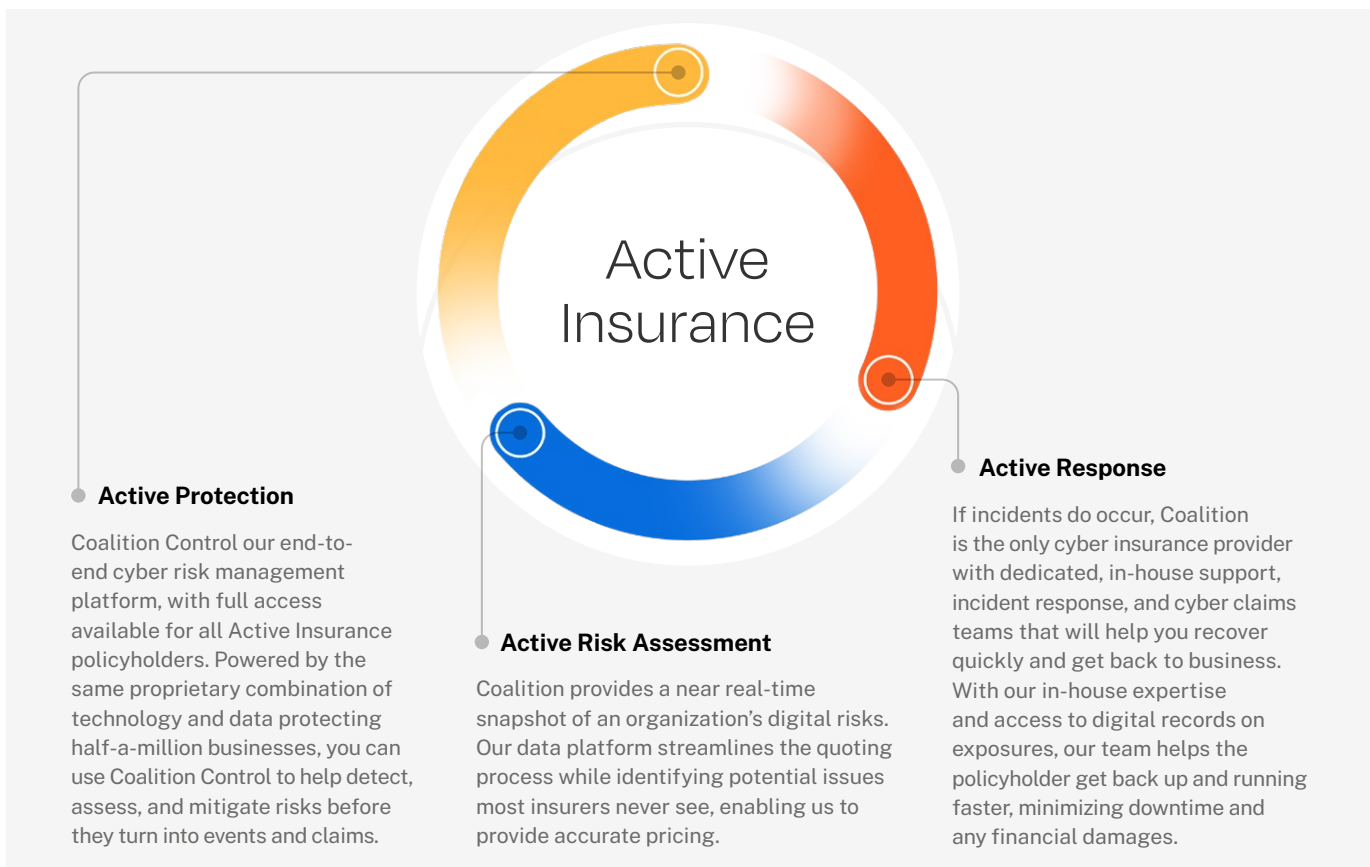 Active
Insurance
Active Protection
Coalition Control our end-to-
end cyber risk management
platform, with full access
available for all Active Insurance
policyholders. Powered by the
same proprietary combination of
technology and data protecting
half-a-million businesses, you can
use Coalition Control to help detect,
assess, and mitigate risks before
they turn into events and claims.
Active Risk Assessment
Coalition provides a near real-time
snapshot of an organization’s digital risks.
Our data platform streamlines the quoting
process while identifying potential issues
most insurers never see, enabling us to
provide accurate pricing.
Active Response
If incidents do occur, Coalition
is the only cyber insurance provider
with dedicated, in-house support,
incident response, and cyber claims
teams that will help you recover
quickly and get back to business.
With our in-house expertise
and access to digital records on
exposures, our team helps the
policyholder get back up and running
faster, minimizing downtime and
any financial damages.